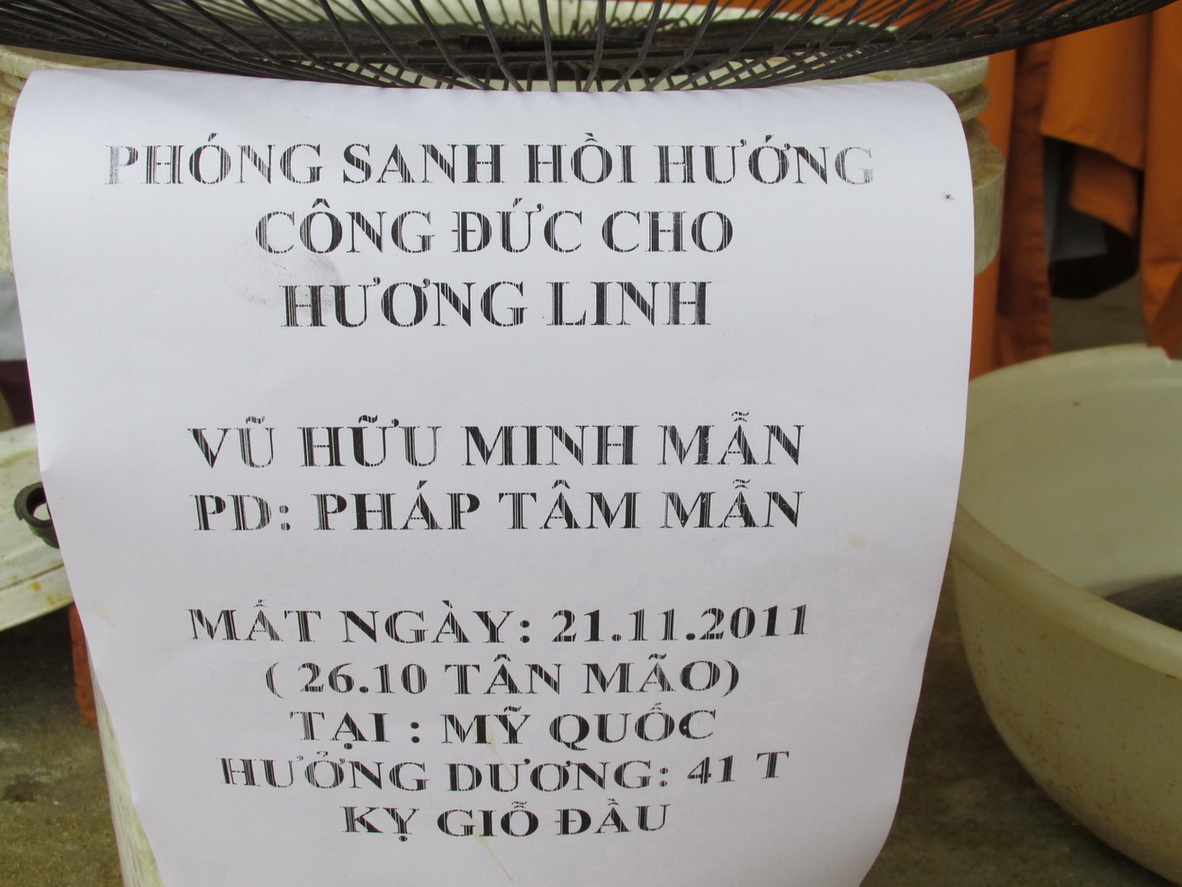 PHÓNG SANH HỒI HƯỚNG
CÔNG ĐỨC CHO
HƯƠNG LINH
VŨ HỮU MINH MẪN
PD: PHÁP TÂM MẪN
MẤT NGÀY: 21.11.2011
( 26.10 TÂN MÃO)
TẠI : MỸ QUỐC
HƯỞNG DƯƠNG: 41 T
KỴ GIỖ ĐẦU